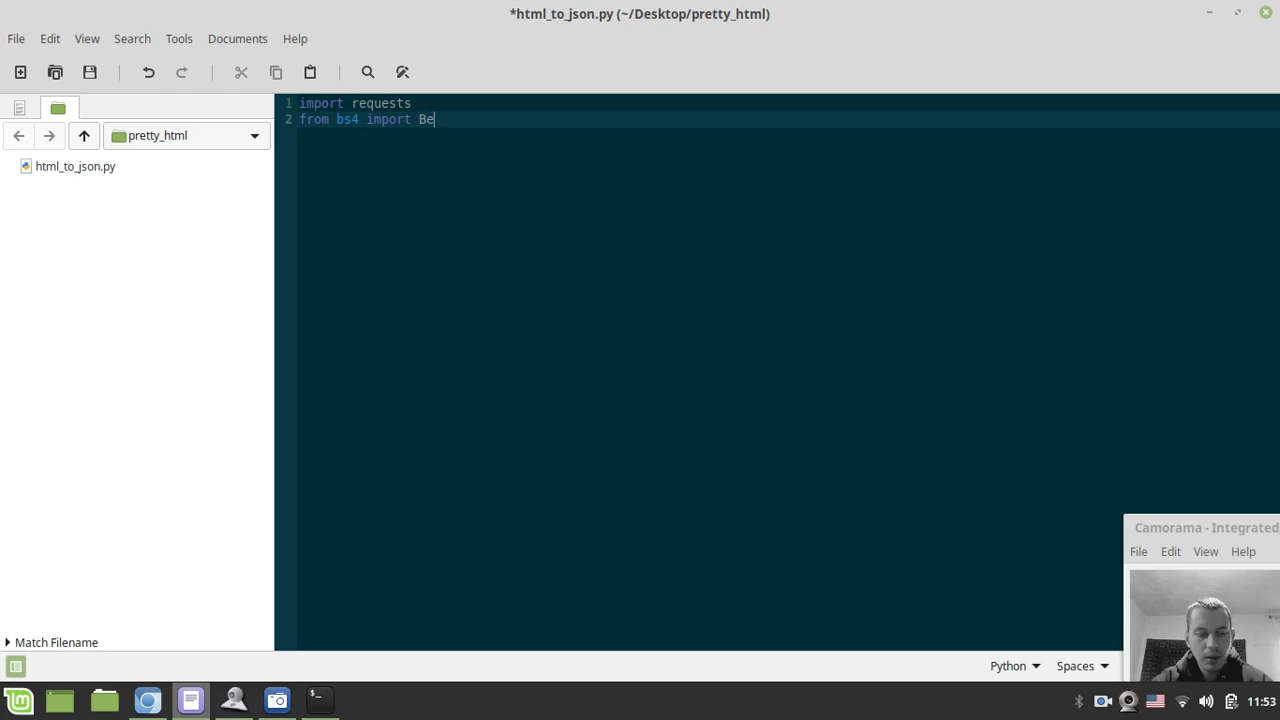 *html_to_json.py (~/Desktop/pretty_html)
File Edit View Search Tools Documents Help
1 import requests
2 from bs4 import Be
pretty_html
html_to_json.py
Camorama - Integrated
File Edit View Help
Match Filename
Python Spaces
11:53